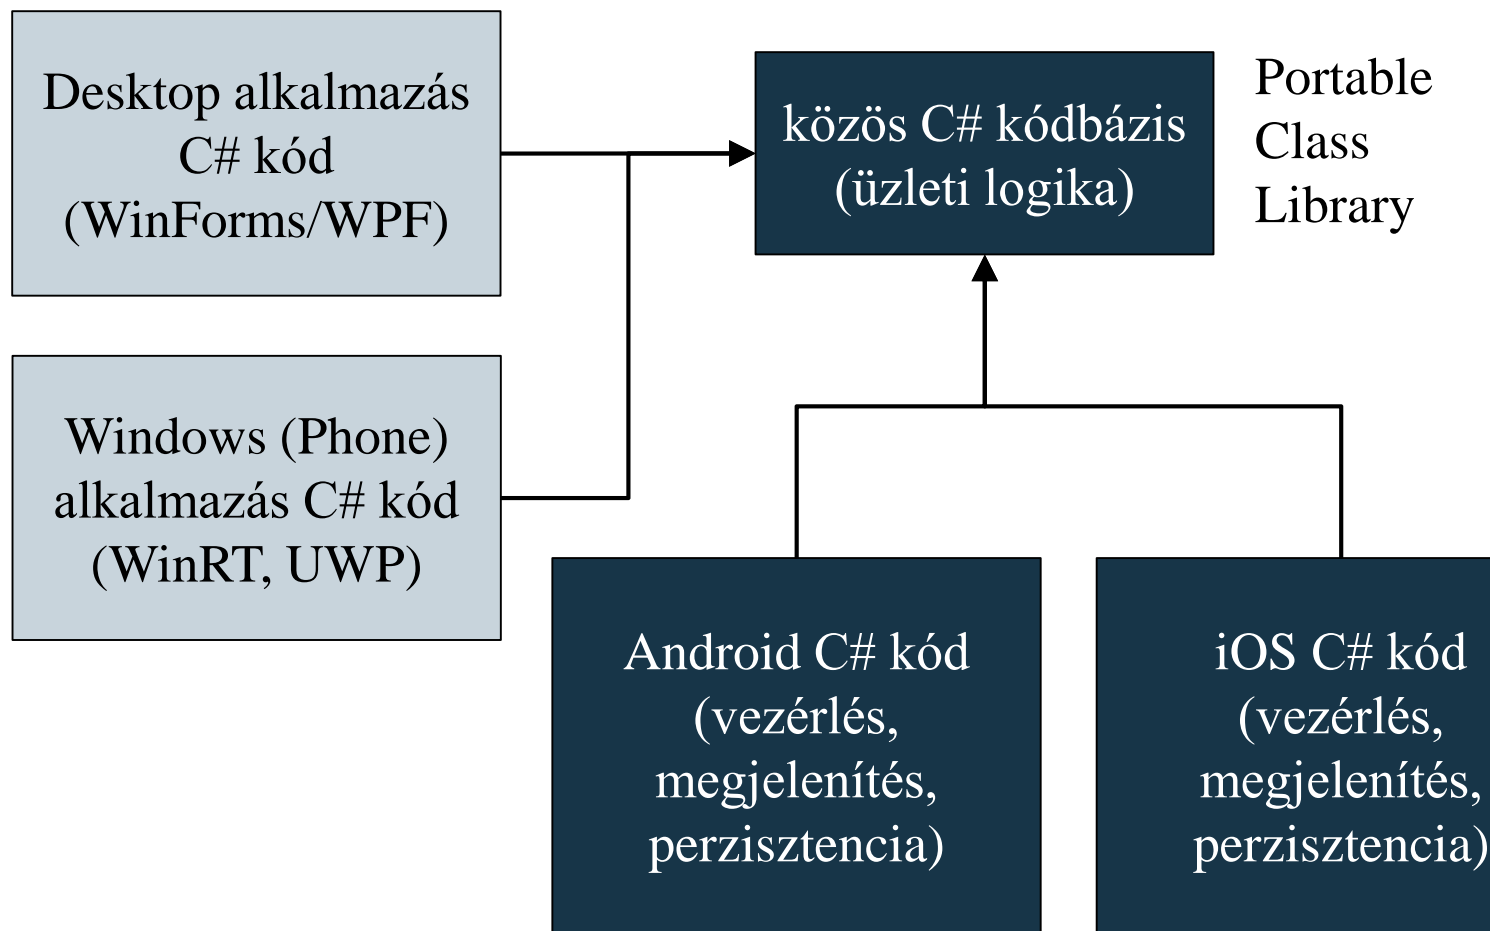 Desktop alkalmazás
C# kód
(WinForms/WPF)
közös C# kódbázis
(üzleti logika)
Portable
Class
Library
Windows (Phone)
alkalmazás C# kód
(WinRT, UWP)
Android C# kód
(vezérlés,
megjelenítés,
perzisztencia)
iOS C# kód
(vezérlés,
megjelenítés,
perzisztencia)